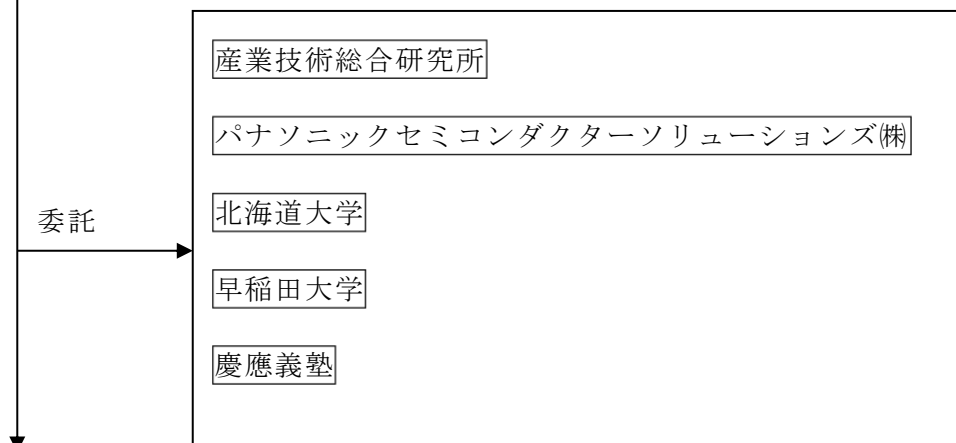 産業技術総合研究所
パナソニックセミコンダクターソリューションズ㈱
北海道大学
委託
早稲田大学
慶應義塾